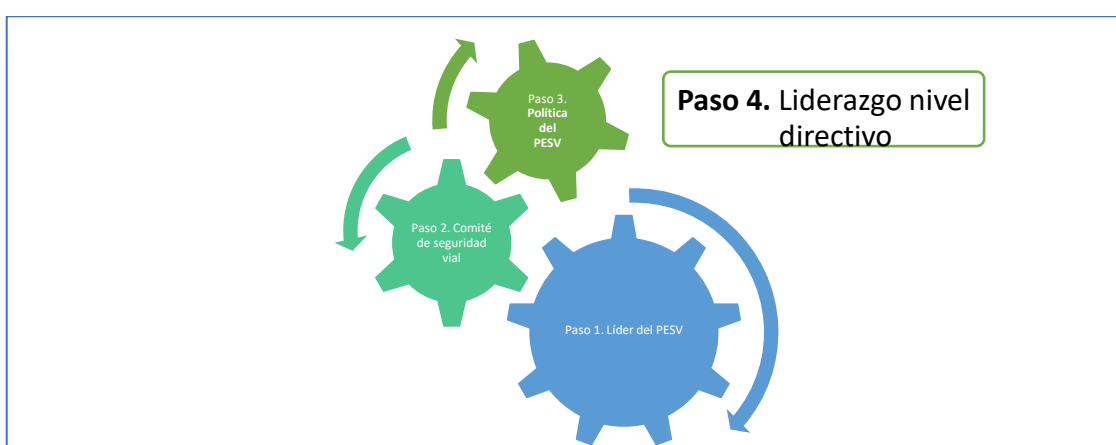 Paso 3.
Política
del
PESV
Paso 4. Liderazgo nivel
directivo
Paso 2. Comité
de seguridad
vial
Paso 1. Líder del PESV